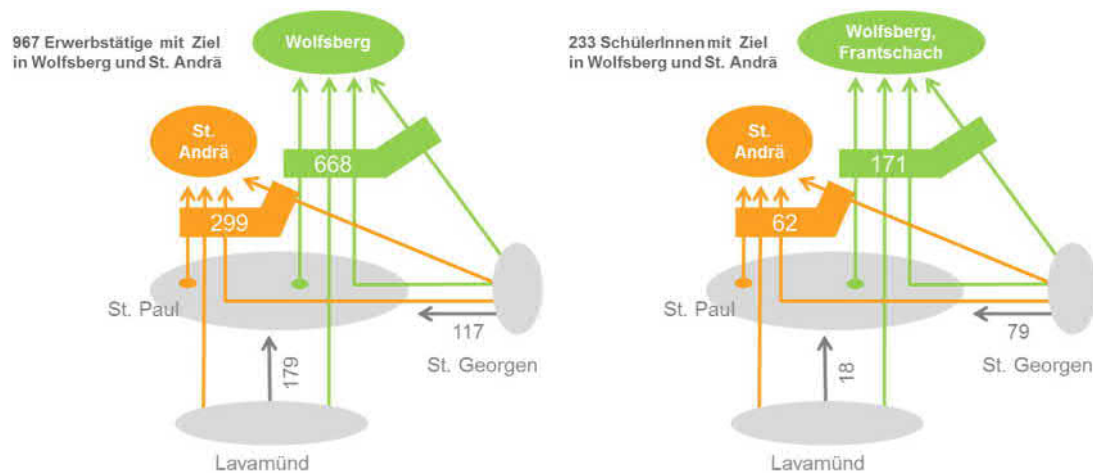 967 Erwerbstätige mit Ziel
in Wolfsberg und St. Andrä
Wolfsberg
St.
Andrä
668
299
St. Paul
117
St. Georgen
179
Lavamünd
233 SchülerInnen mit Ziel
in Wolfsberg und St. Andrä
Wolfsberg,
Frantschach
St.
Andrä
171
62
St. Paul
79
St. Georgen
18
Lavamünd